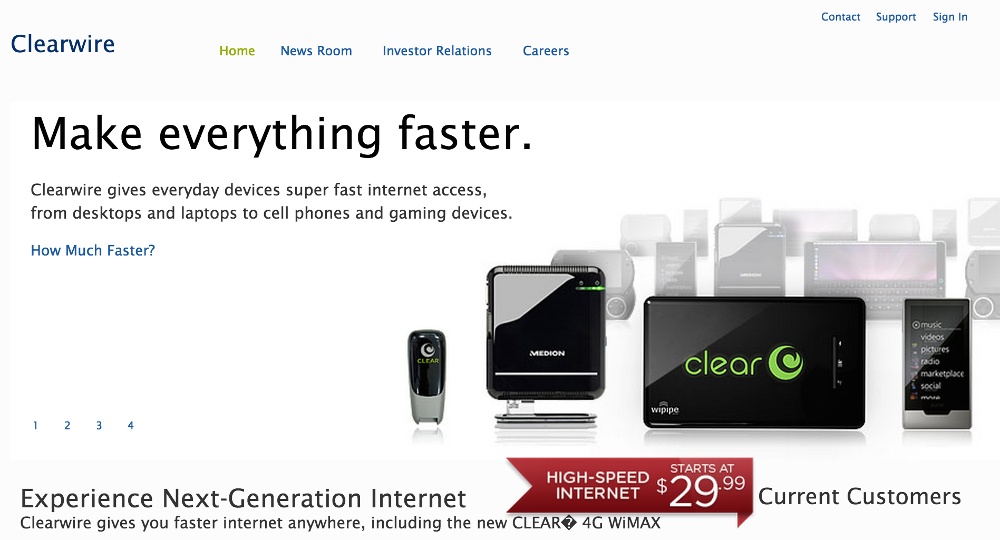 Contact Support Sign In
Clearwire
Home News Room Investor Relations Careers
Make everything faster.
Clearwire gives everyday devices super fast internet access,
from desktops and laptops to cell phones and gaming devices.
How Much Faster?
MEDION
CLEAR
MEDION
clear
wipipe
music
videos
pictures
radio
marketplace
social
more
1 2 3 4
HIGH-SPEED
INTERNET
STARTS AT
$29.99
Experience Next-Generation Internet
Current Customers
Clearwire gives you faster internet anywhere, including the new CLEAR� 4G WiMAX